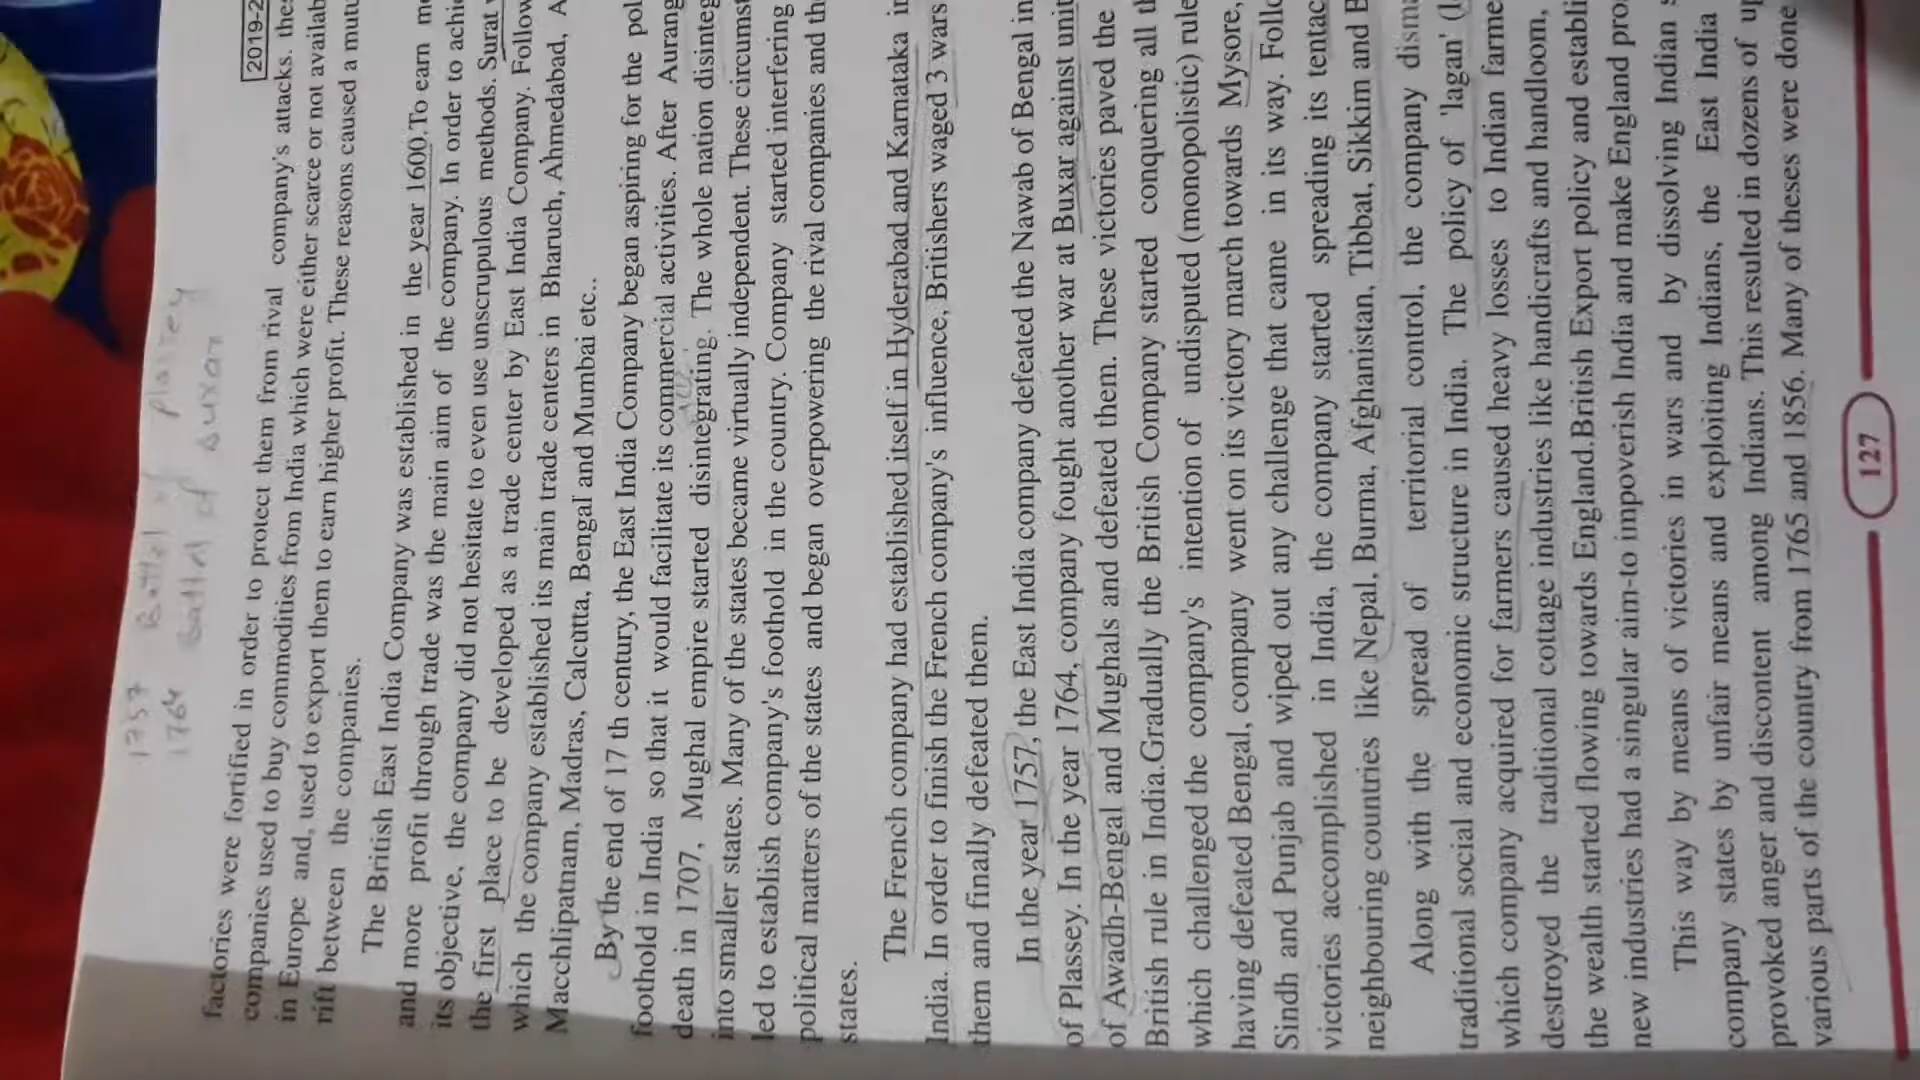 1757 Battel of Plassey
1764 Battel of Buxar
2019-2
factories were fortified in order to protect them from rival company's attacks. thes
companies used to buy commodities from India which were either scarce or not availab
in Europe and, used to export them to earn higher profit. These reasons caused a mutu
rift between the companies.
The British East India Company was established in the year 1600.To earn mo
and more profit through trade was the main aim of the company. In order to achie
its objective, the company did not hesitate to even use unscrupulous methods. Surat
the first place to be developed as a trade center by East India Company. Follow
which the company established its main trade centers in Bharuch, Ahmedabad, A
Macchlipatnam, Madras, Calcutta, Bengal and Mumbai etc..
By the end of 17 th century, the East India Company began aspiring for the pol
foothold in India so that it would facilitate its commercial activities. After Aurang
death in 1707, Mughal empire started disintegrating. The whole nation disinteg
into smaller states. Many of the states became virtually independent. These circumst
led to establish company's foothold in the country. Company started interfering
political matters of the states and began overpowering the rival companies and the
states.
The French company had established itself in Hyderabad and Karnataka in
India. In order to finish the French company's influence, Britishers waged 3 wars
them and finally defeated them.
In the year 1757, the East India company defeated the Nawab of Bengal in
of Plassey. In the year 1764, company fought another war at Buxar against unit
of Awadh-Bengal and Mughals and defeated them. These victories paved the
British rule in India.Gradually the British Company started conquering all th
which challenged the company's intention of undisputed (monopolistic) rule
having defeated Bengal, company went on its victory march towards Mysore,
Sindh and Punjab and wiped out any challenge that came in its way. Follo
victories accomplished in India, the company started spreading its tentac
neighbouring countries like Nepal, Burma, Afghanistan, Tibbat, Sikkim and B
Along with the spread of territorial control, the company disma
traditional social and economic structure in India. The policy of 'lagan' (l
which company acquired for farmers caused heavy losses to Indian farme
destroyed the traditional cottage industries like handicrafts and handloom,
the wealth started flowing towards England.British Export policy and establi
new industries had a singular aim-to impoverish India and make England pro
This way by means of victories in wars and by dissolving Indian s
company states by unfair means and exploiting Indians, the East India
provoked anger and discontent among Indians. This resulted in dozens of up
various parts of the country from 1765 and 1856. Many of theses were done
127